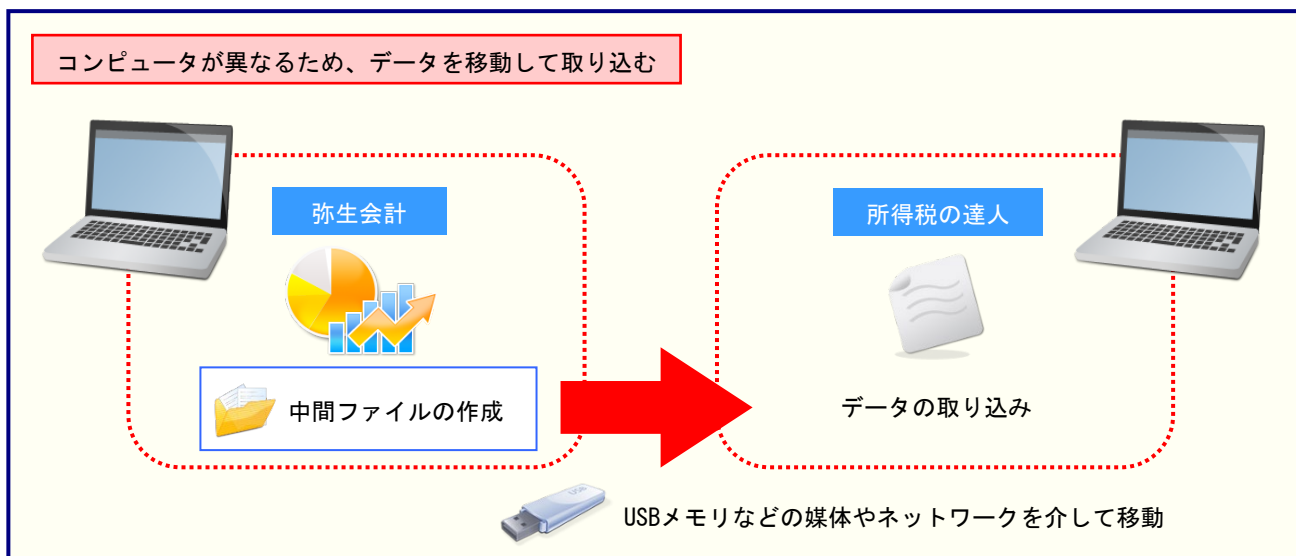 コンピュータが異なるため、データを移動して取り込む
弥生会計
所得税の達人
中間ファイルの作成
データの取り込み
USB
USBメモリなどの媒体やネットワークを介して移動